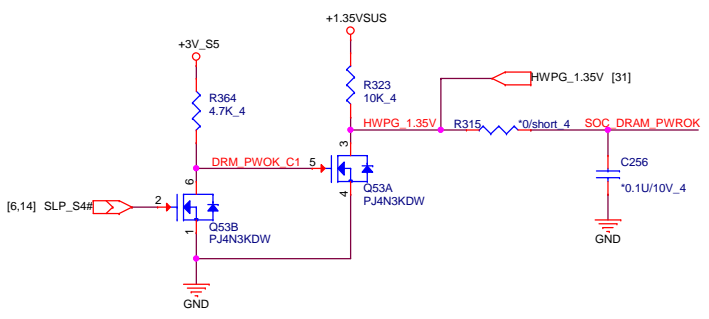 +1.35VSUS
+3V_S5
R364
4.7K_4
R323
10K_4
HWPG_1.35V [31]
HWPG_1.35V
R315
*0/short_4
SOC_DRAM_PWROK
3
DRM_PWOK_C1
5
4
Q53A
PJ4N3KDW
C256
*0.1U/10V_4
GND
6
[6,14] SLP_S4#
2
1
Q53B
PJ4N3KDW
GND